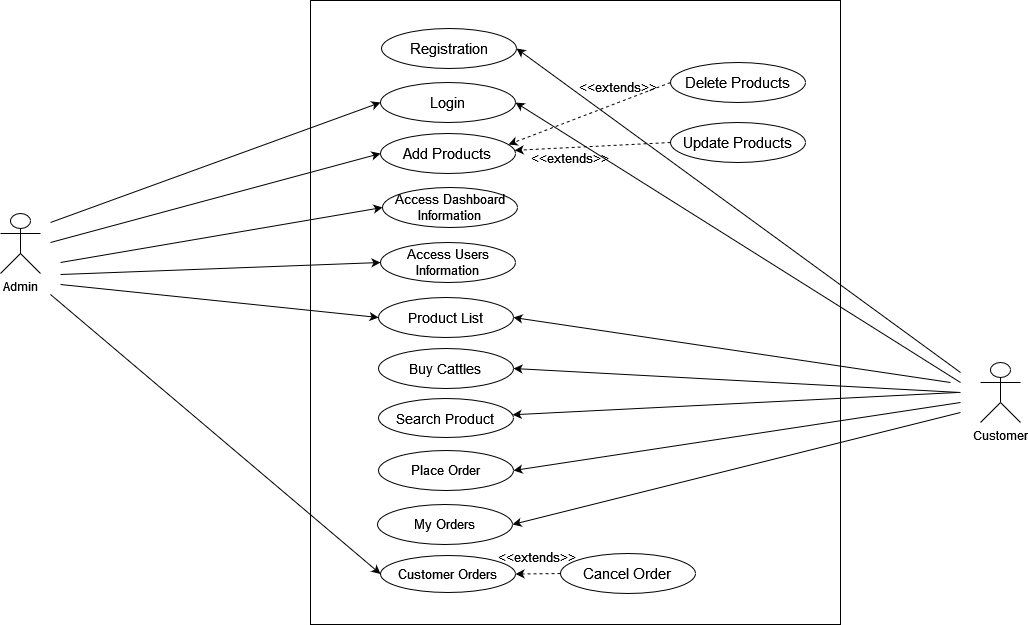 Registration
<<extends>>
Delete Products
Login
Add Products
<<extends>>
Update Products
Access Dashboard
Information
Access Users
Information
Admin
Product List
Buy Cattles
Search Product
Customer
Place Order
My Orders
<<extends>>
Customer Orders
Cancel Order